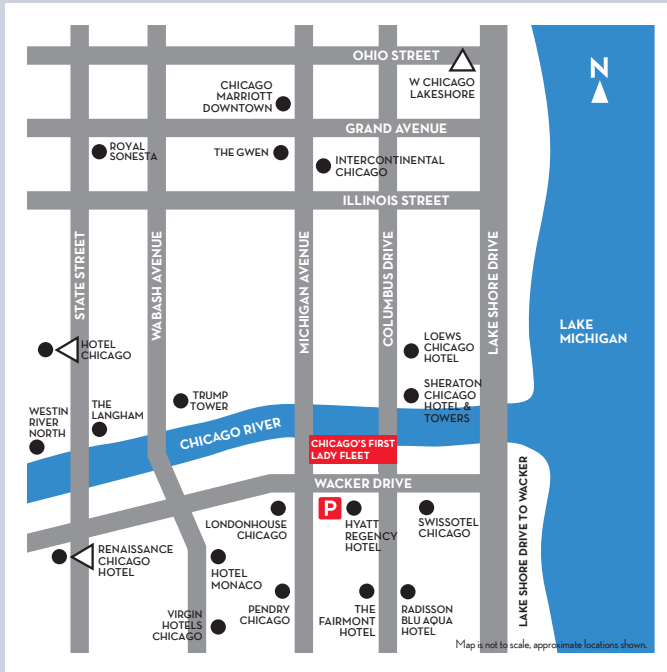 OHIO STREET
W CHICAGO
LAKESHORE
N
CHICAGO
MARRIOTT
DOWNTOWN
GRAND AVENUE
ROYAL
SONESTA
THE GWEN
INTERCONTINENTAL
CHICAGO
ILLINOIS STREET
STATE STREET
WABASH AVENUE
MICHIGAN AVENUE
COLUMBUS DRIVE
LAKE SHORE DRIVE
LAKE
MICHIGAN
HOTEL
CHICAGO
LOEWS
CHICAGO
HOTEL
SHERATON
CHICAGO
HOTEL &
TOWERS
TRUMP
TOWER
THE
LANGHAM
WESTIN
RIVER
NORTH
CHICAGO RIVER
CHICAGO'S FIRST
LADY FLEET
WACKER DRIVE
P
LONDONHOUSE
CHICAGO
HYATT
REGENCY
HOTEL
SWISSOTEL
CHICAGO
LAKE SHORE DRIVE TO WACKER
RENAISSANCE
CHICAGO
HOTEL
HOTEL
MONACO
VIRGIN
HOTELS
CHICAGO
PENDRY
CHICAGO
THE
FAIRMONT
HOTEL
RADISSON
BLU AQUA
HOTEL
Map is not to scale, approximate locations shown.